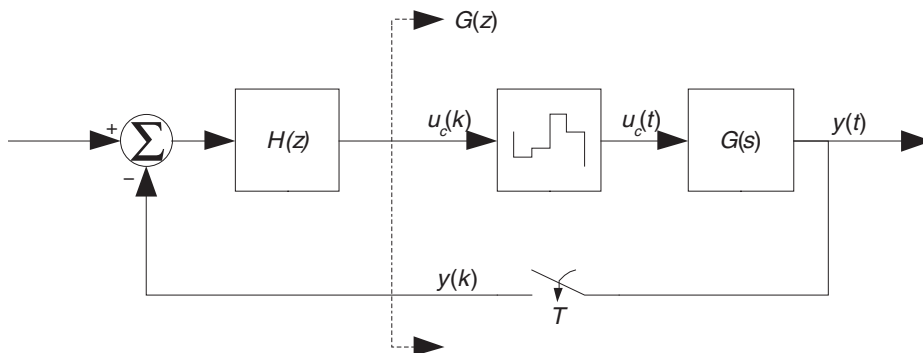 G(z)
+
Σ
−
H(z)
u_c(k)
u_c(t)
G(s)
y(t)
y(k)
T